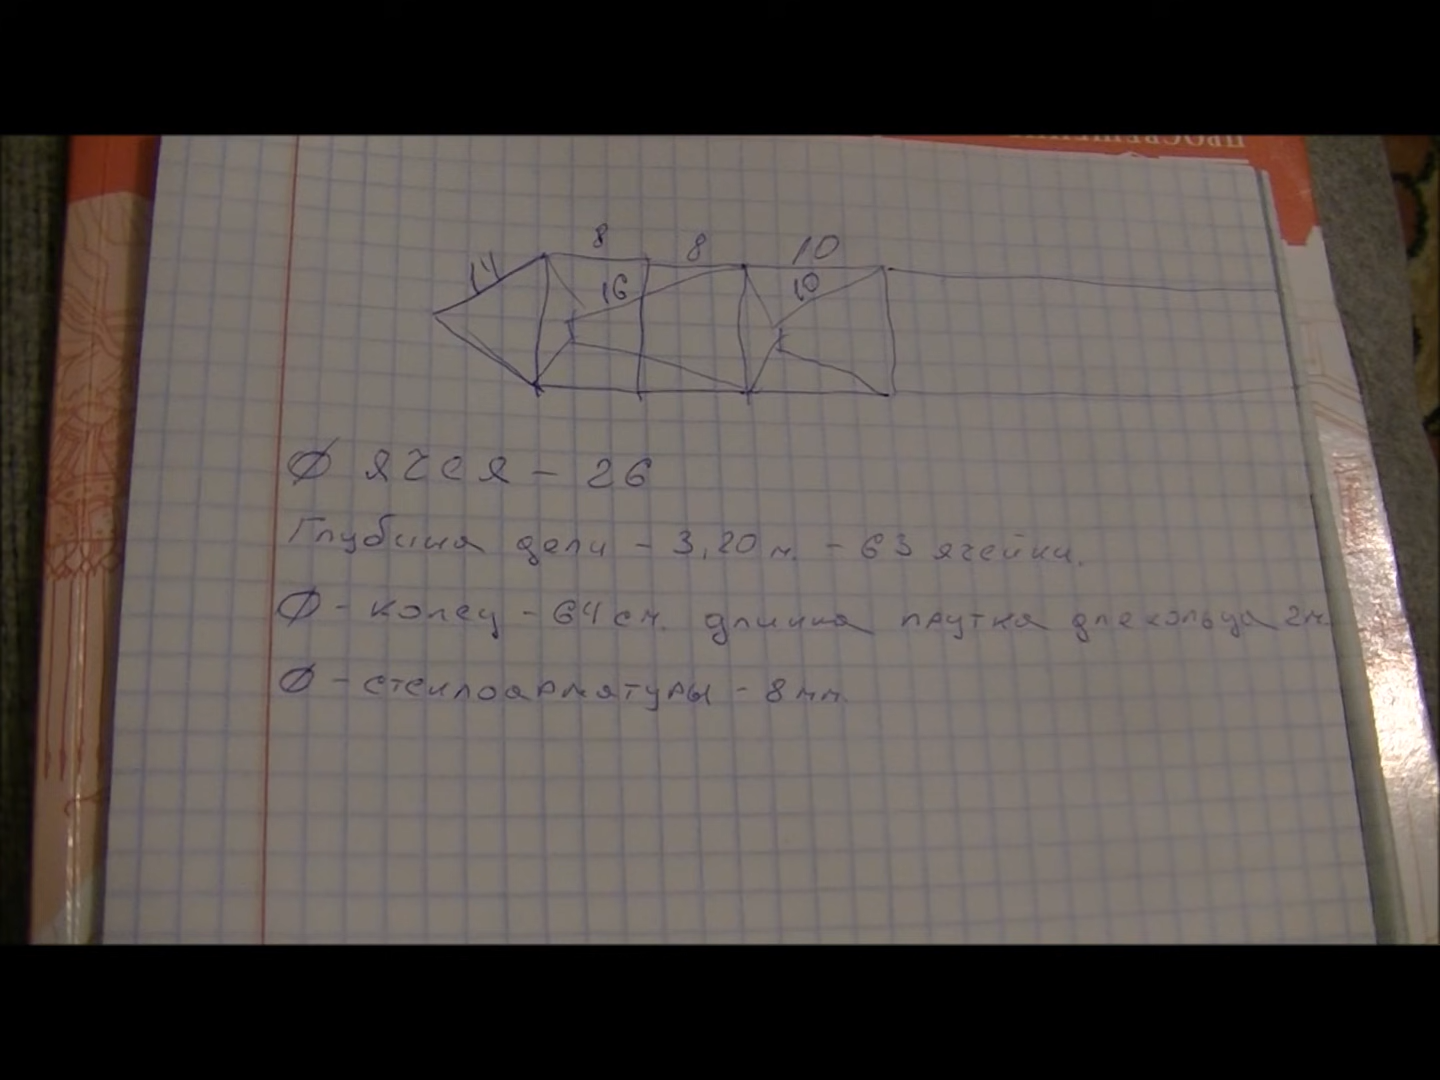 ПРОСВЕЩЕНИ
8
8
10
14
16
10
Ø ячея - 26
Глубина дели - 3,20 м. - 63 ячейки.
Ø - колец - 64 см. длинна прутка для кольца 2м.
Ø - стеклоарматуры - 8 мм.